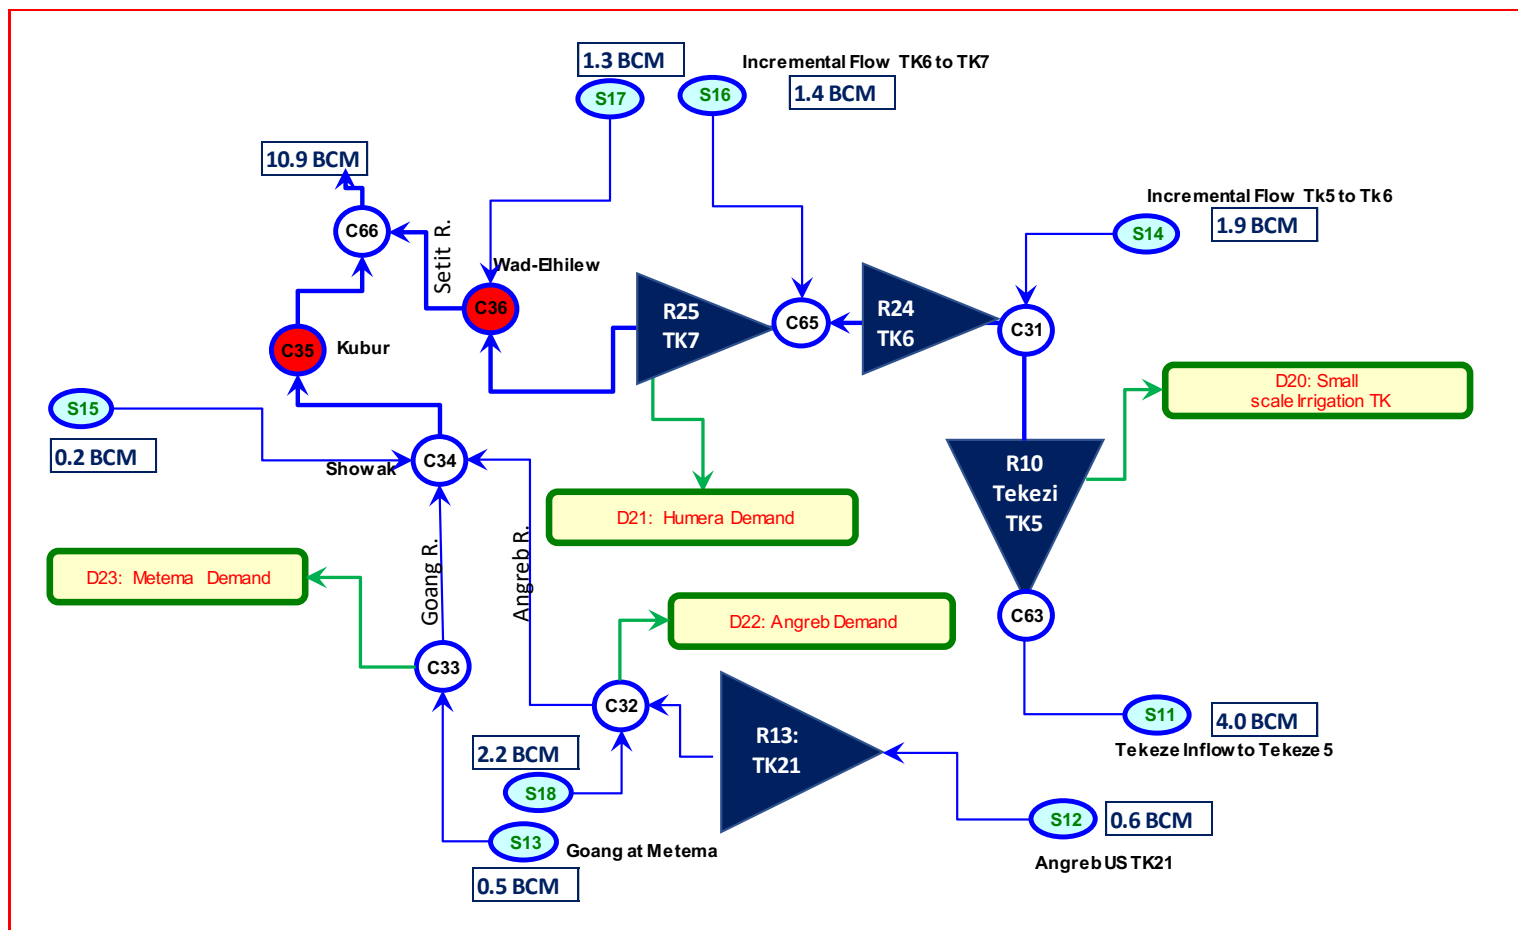 1.3 BCM
S17
Incremental Flow TK6 to TK7
S16
1.4 BCM
10.9 BCM
Incremental Flow Tk5 to Tk6
S14
1.9 BCM
C66
Setit R.
Wad-Elhilew
C36
R25
TK7
C65
R24
TK6
C31
C35
Kubur
D20: Small
scale Irrigation TK
S15
0.2 BCM
Showak
C34
R10
Tekezi
TK5
D21: Humera Demand
Goang R.
Angreb R.
D23: Metema Demand
D22: Angreb Demand
C63
C33
C32
S11
4.0 BCM
Tekeze Inflow to Tekeze 5
R13:
TK21
2.2 BCM
S18
S13
Goang at Metema
0.5 BCM
S12
0.6 BCM
Angreb US TK21